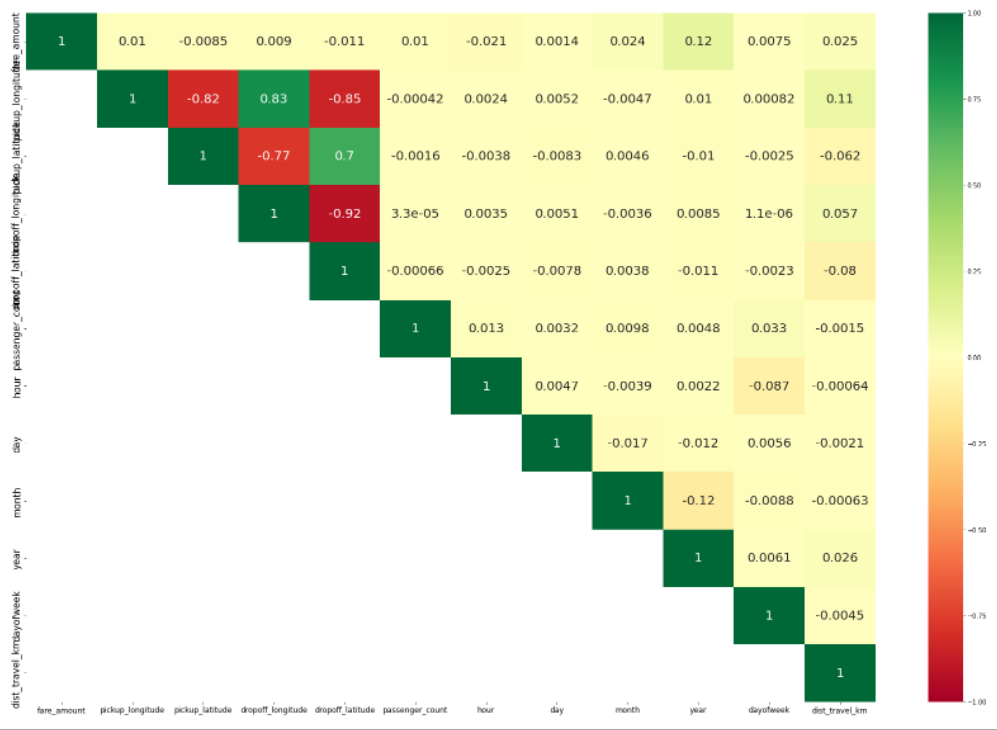 fare_amount 1 0.01 -0.0085 0.009 -0.011 0.01 -0.021 0.0014 0.024 0.12 0.0075 0.025
pickup_longitude 1 -0.82 0.83 -0.85 -0.00042 0.0024 0.0052 -0.0047 0.01 0.00082 0.11
pickup_latitude 1 -0.77 0.7 -0.0016 -0.0038 -0.0083 0.0046 -0.01 -0.0025 -0.062
dropoff_longitude 1 -0.92 3.3e-05 0.0035 0.0051 -0.0036 0.0085 1.1e-06 0.057
dropoff_latitude 1 -0.00066 -0.0025 -0.0078 0.0038 -0.011 -0.0023 -0.08
passenger_count 1 0.013 0.0032 0.0098 0.0048 0.033 -0.0015
hour 1 0.0047 -0.0039 0.0022 -0.087 -0.00064
day 1 -0.017 -0.012 0.0056 -0.0021
month 1 -0.12 -0.0088 -0.00063
year 1 0.0061 0.026
dayofweek 1 -0.0045
dist_travel_km 1
fare_amount pickup_longitude pickup_latitude dropoff_longitude dropoff_latitude passenger_count hour day month year dayofweek dist_travel_km
1.00
0.75
0.50
0.25
0.00
-0.25
-0.50
-0.75
-1.00